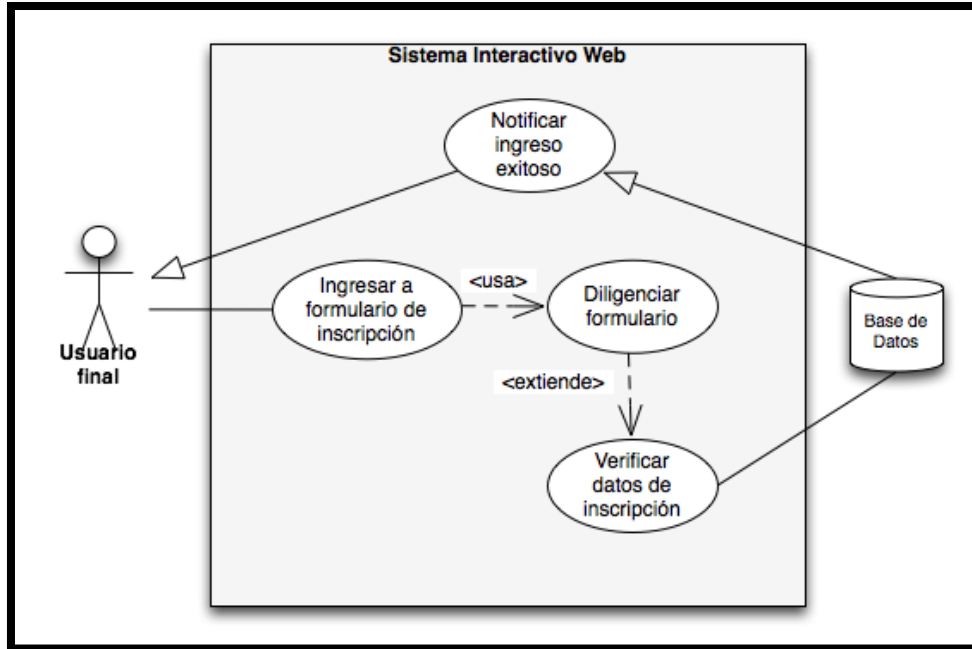 Sistema Interactivo Web
Notificar
ingreso
exitoso
Ingresar a
formulario de
inscripción
<usa>
Diligenciar
formulario
Base de
Datos
Usuario
final
<extiende>
Verificar
datos de
inscripción